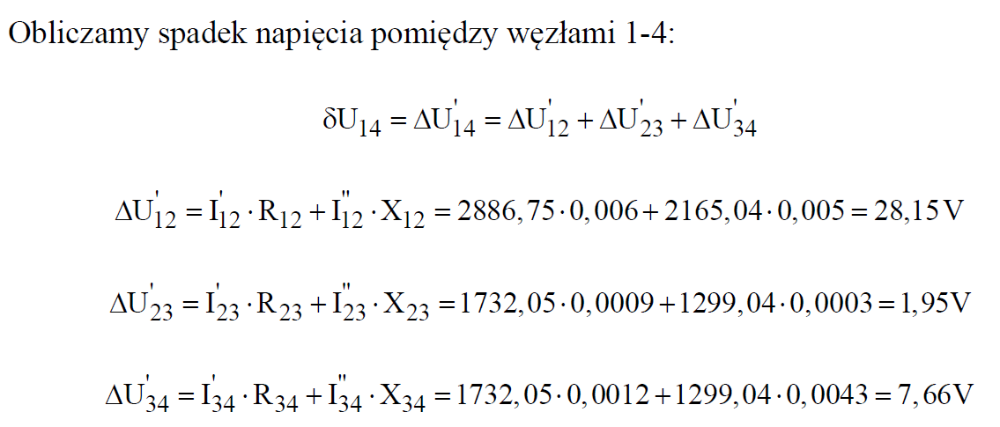 Obliczamy spadek napięcia pomiędzy węzłami 1-4:
δU₁₄ = ΔU'₁₄ = ΔU'₁₂ + ΔU'₂₃ + ΔU'₃₄
ΔU'₁₂ = I'₁₂ · R₁₂ + I"₁₂ · X₁₂ = 2886,75 · 0,006 + 2165,04 · 0,005 = 28,15 V
ΔU'₂₃ = I'₂₃ · R₂₃ + I"₂₃ · X₂₃ = 1732,05 · 0,0009 + 1299,04 · 0,0003 = 1,95V
ΔU'₃₄ = I'₃₄ · R₃₄ + I"₃₄ · X₃₄ = 1732,05 · 0,0012 + 1299,04 · 0,0043 = 7,66V